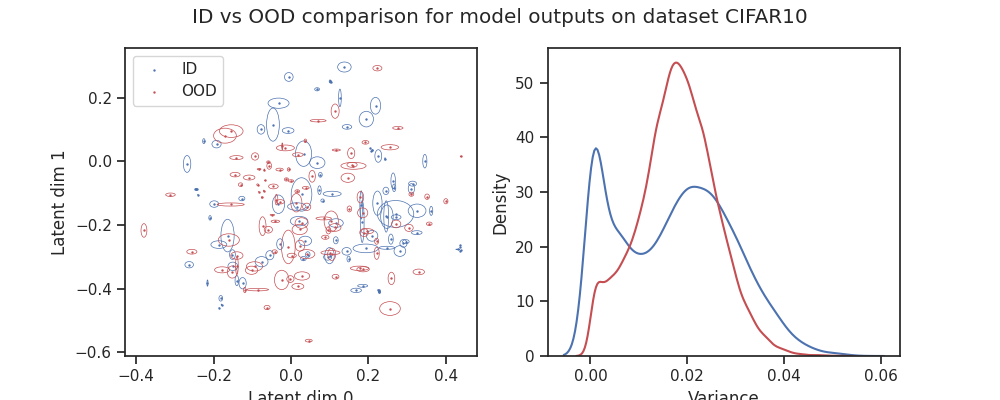 ID vs OOD comparison for model outputs on dataset CIFAR10
ID
OOD
Latent dim 1
0.2
0.0
−0.2
−0.4
−0.6
−0.4
−0.2
0.0
0.2
0.4
Latent dim 0
Density
50
40
30
20
10
0
0.00
0.02
0.04
0.06
Variance